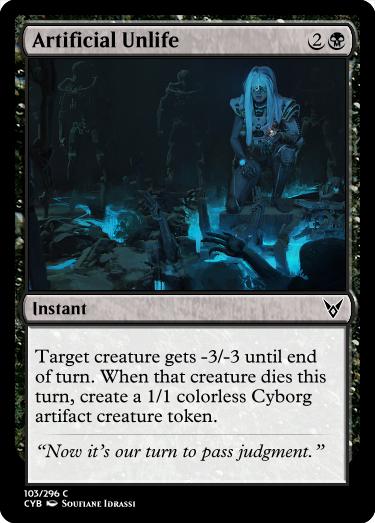 Artificial Unlife 2
Instant
Target creature gets -3/-3 until end
of turn. When that creature dies this
turn, create a 1/1 colorless Cyborg
artifact creature token.
“Now it’s our turn to pass judgment.”
103/296 C
CYB Soufiane Idrassi